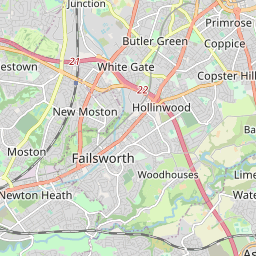 Junction
Primrose
Butler Green
Coppice
21
White Gate
Copster Hill
22
Hollinwood
New Moston
Moston
Failsworth
Woodhouses
Newton Heath